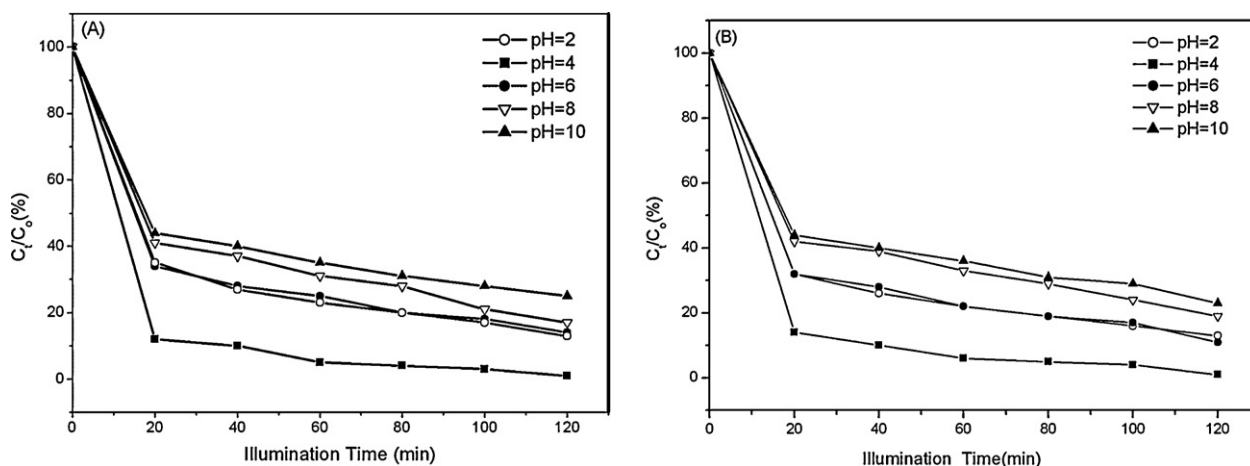 (A)
pH=2
pH=4
pH=6
pH=8
pH=10
100
80
60
40
20
0
Cₜ/Cₒ(%)
0 20 40 60 80 100 120
Illumination Time (min)
(B)
pH=2
pH=4
pH=6
pH=8
pH=10
100
80
60
40
20
0
Cₜ/Cₒ(%)
0 20 40 60 80 100 120
Illumination Time(min)